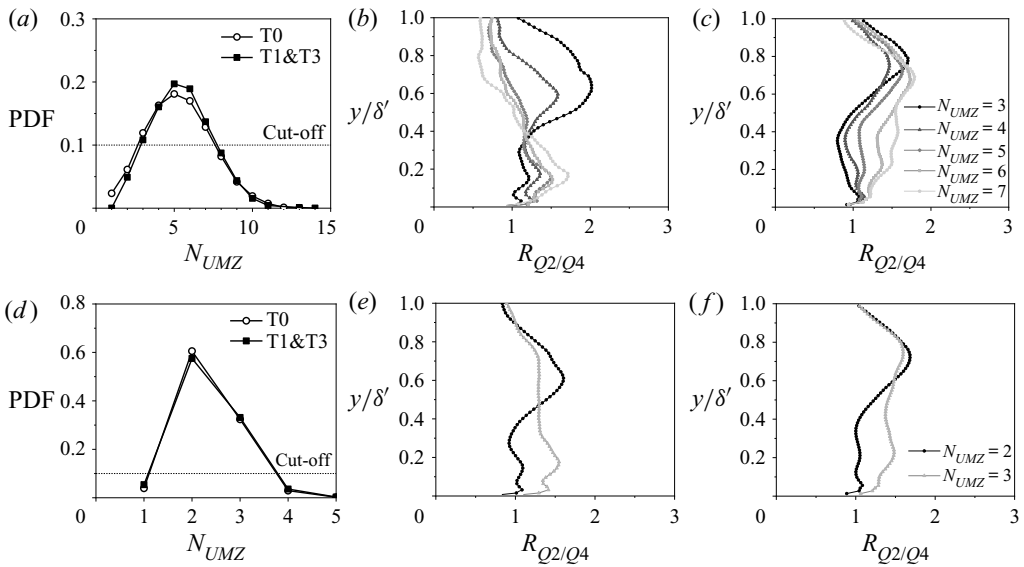 (a)
0.3
0.2
0.1
0
PDF
T0
T1&T3
Cut-off
5
10
15
N_UMZ
(b)
1.0
0.8
0.6
0.4
0.2
0
y/δ′
1
2
3
R_Q2/Q4
(c)
1.0
0.8
0.6
0.4
0.2
0
y/δ′
N_UMZ = 3
N_UMZ = 4
N_UMZ = 5
N_UMZ = 6
N_UMZ = 7
1
2
3
R_Q2/Q4
(d)
0.8
0.6
0.4
0.2
0
PDF
T0
T1&T3
Cut-off
1
2
3
4
5
N_UMZ
(e)
1.0
0.8
0.6
0.4
0.2
0
y/δ′
1
2
3
R_Q2/Q4
(f)
1.0
0.8
0.6
0.4
0.2
0
y/δ′
N_UMZ = 2
N_UMZ = 3
1
2
3
R_Q2/Q4